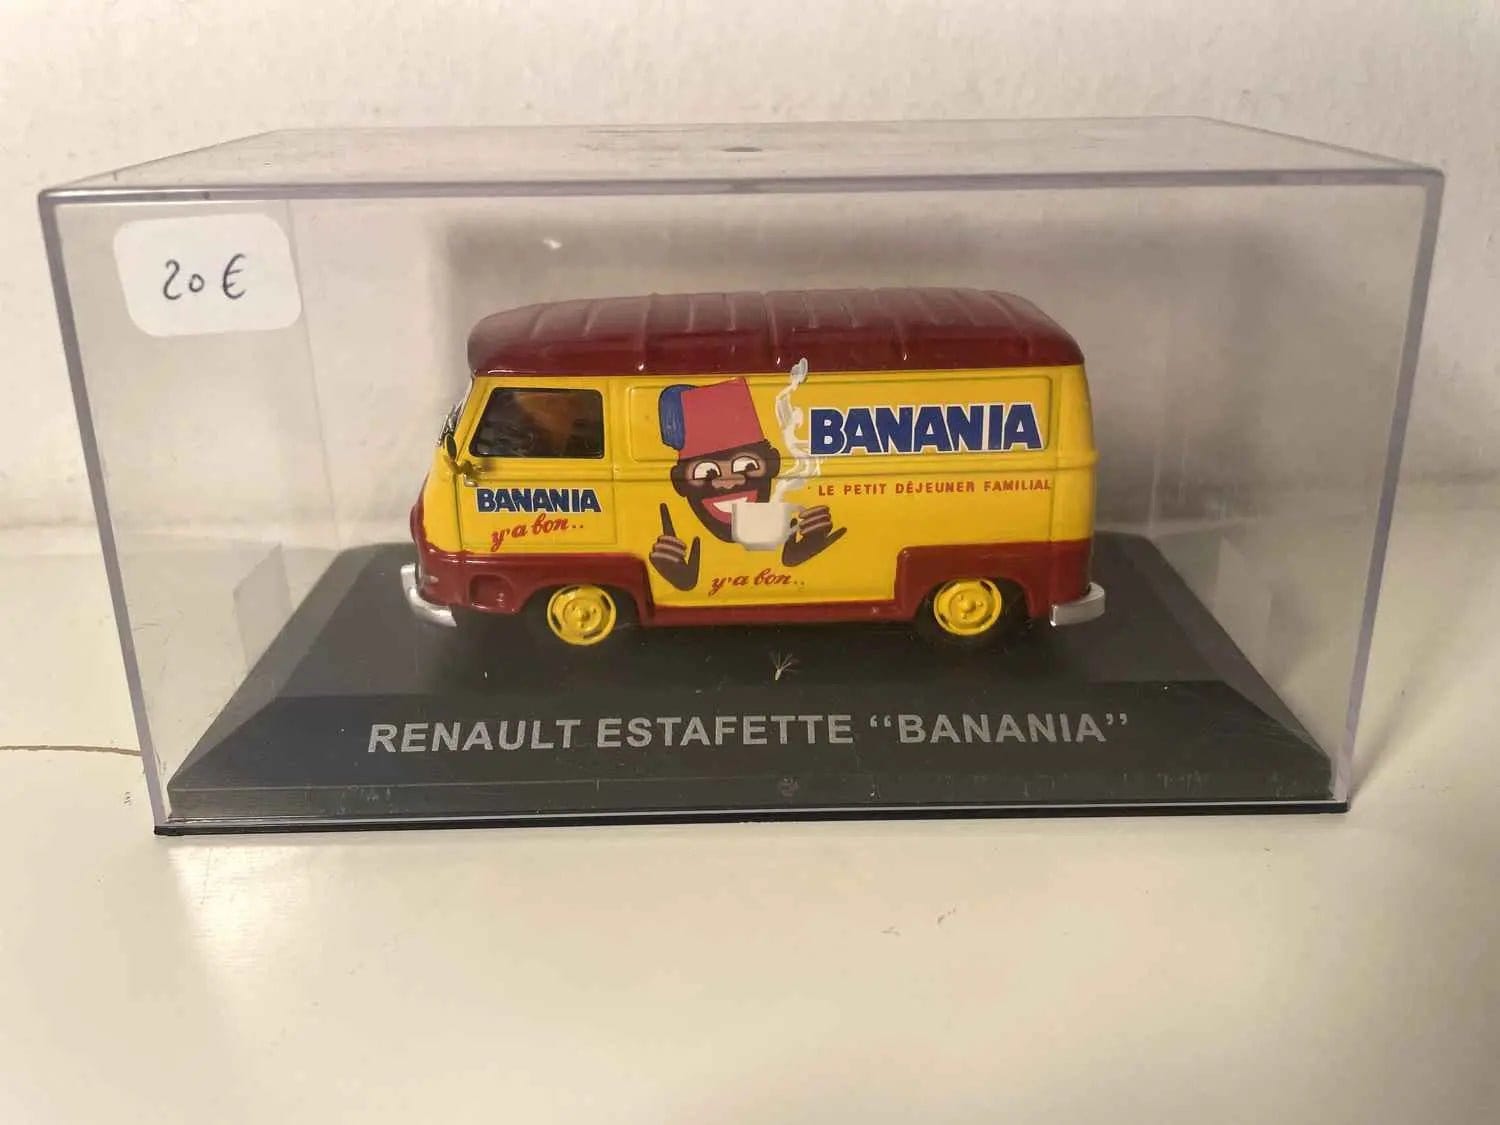 20 €
BANANIA
LE PETIT DÉJEUNER FAMILIAL
BANANIA
y'a bon..
y'a bon..
RENAULT ESTAFETTE “BANANIA”